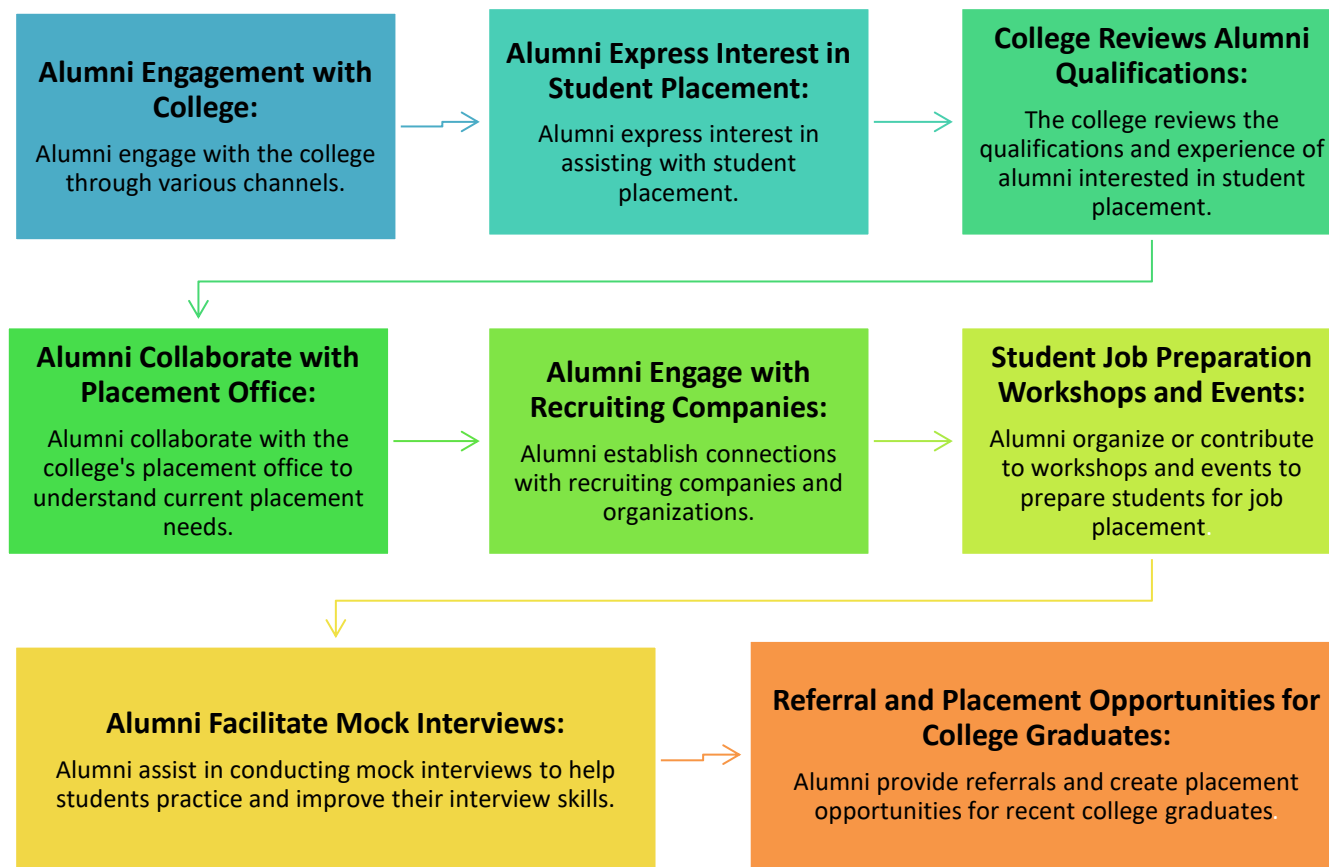 Alumni Engagement with
College:
Alumni engage with the college
through various channels.
Alumni Express Interest in
Student Placement:
Alumni express interest in
assisting with student
placement.
College Reviews Alumni
Qualifications:
The college reviews the
qualifications and experience of
alumni interested in student
placement.
Alumni Collaborate with
Placement Office:
Alumni collaborate with the
college's placement office to
understand current placement
needs.
Alumni Engage with
Recruiting Companies:
Alumni establish connections
with recruiting companies and
organizations.
Student Job Preparation
Workshops and Events:
Alumni organize or contribute
to workshops and events to
prepare students for job
placement.
Alumni Facilitate Mock Interviews:
Alumni assist in conducting mock interviews to help
students practice and improve their interview skills.
Referral and Placement Opportunities for
College Graduates:
Alumni provide referrals and create placement
opportunities for recent college graduates.